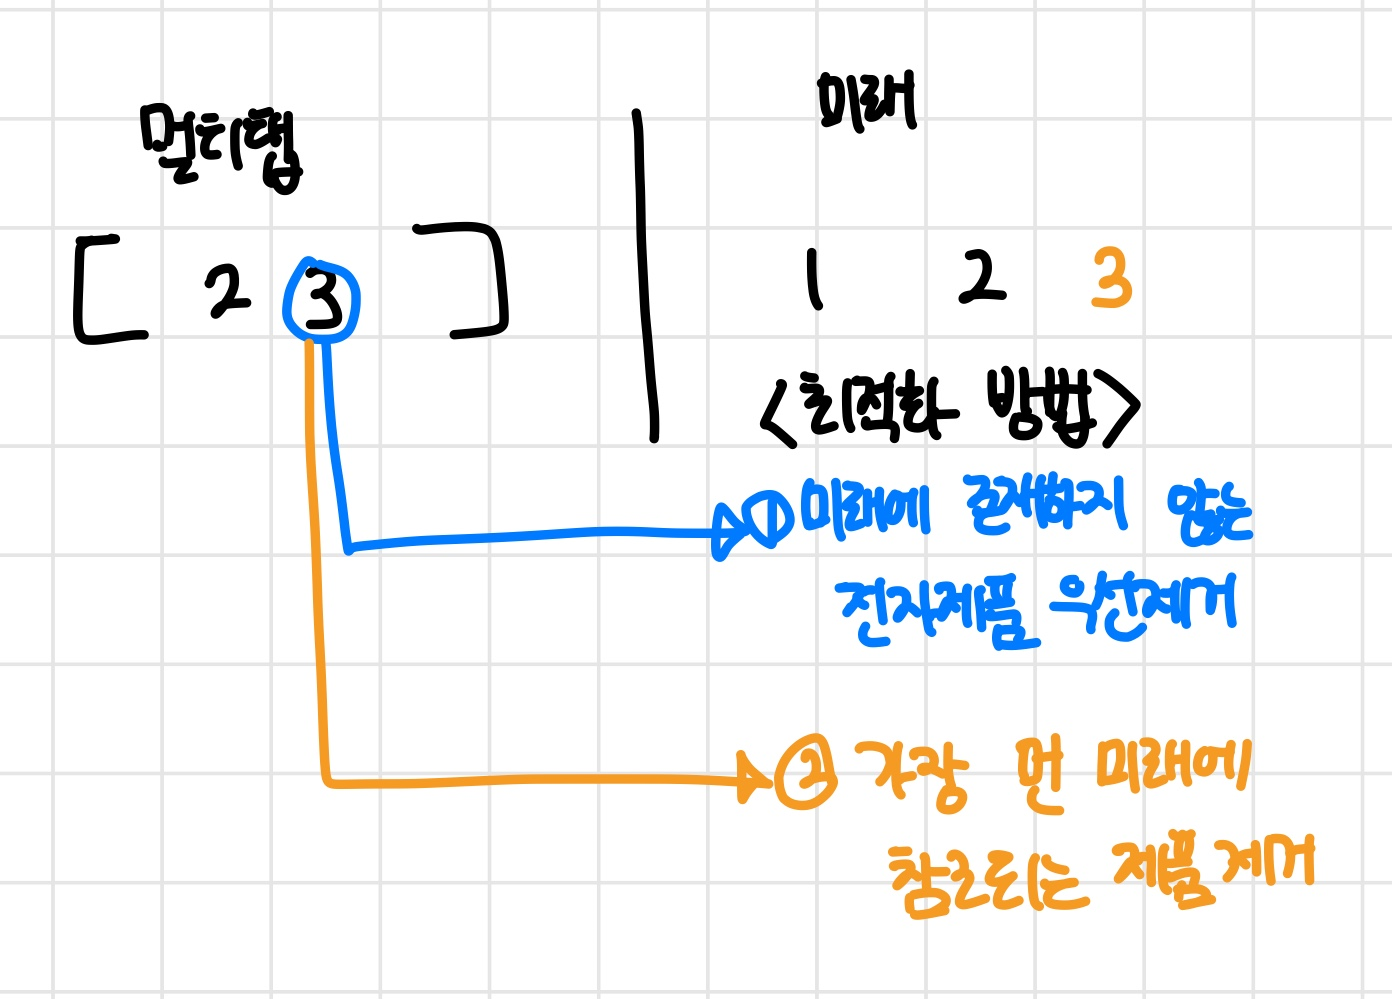 멀티탭
미래
[ 2 3 ]
1 2 3
<최적화 방법>
① 미래에 존재하지 않는
전자제품 우선제거
② 가장 먼 미래에
참조되는 제품 제거